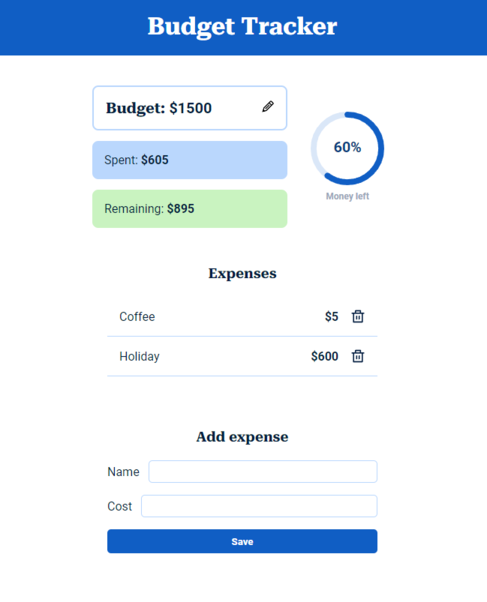 Budget Tracker
Budget: $1500
Spent: $605
Remaining: $895
60%
Money left
Expenses
Coffee $5
Holiday $600
Add expense
Name
Cost
Save